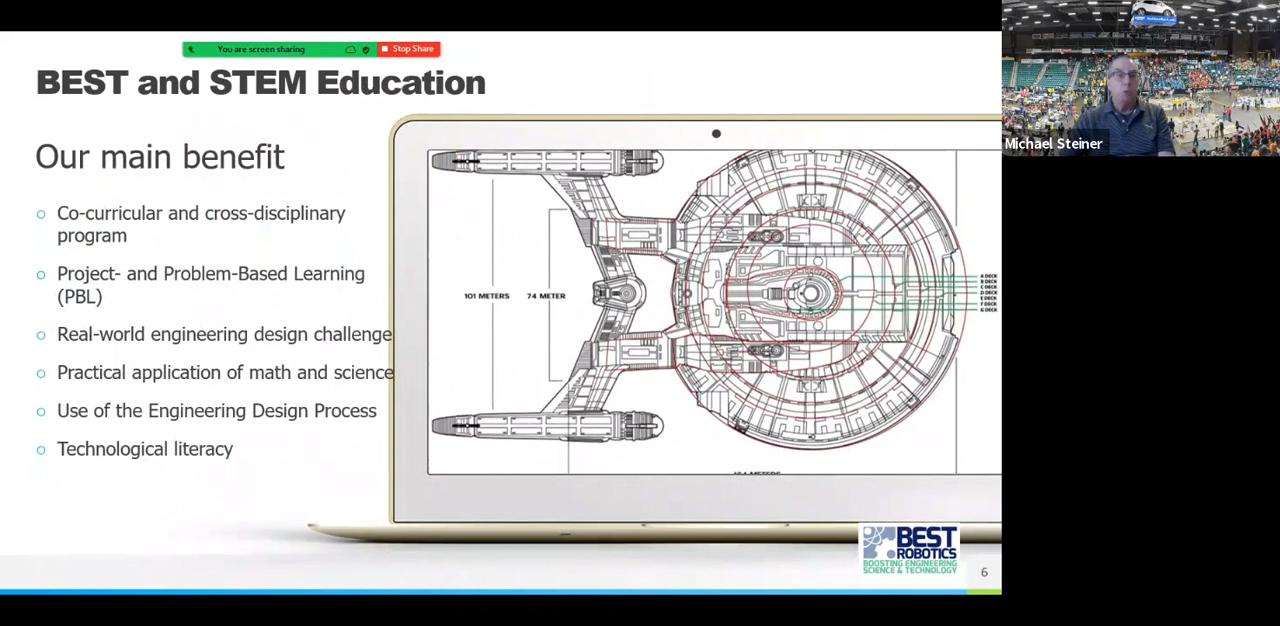 You are screen sharing
Stop Share
BEST and STEM Education
Our main benefit
Co-curricular and cross-disciplinary
program
Project- and Problem-Based Learning
(PBL)
Real-world engineering design challenge
Practical application of math and science
Use of the Engineering Design Process
Technological literacy
101 METERS 74 METER
A DECK
B DECK
C DECK
D DECK
E DECK
F DECK
G DECK
BEST
ROBOTICS
BOOSTING ENGINEERING
SCIENCE & TECHNOLOGY
6
Michael Steiner